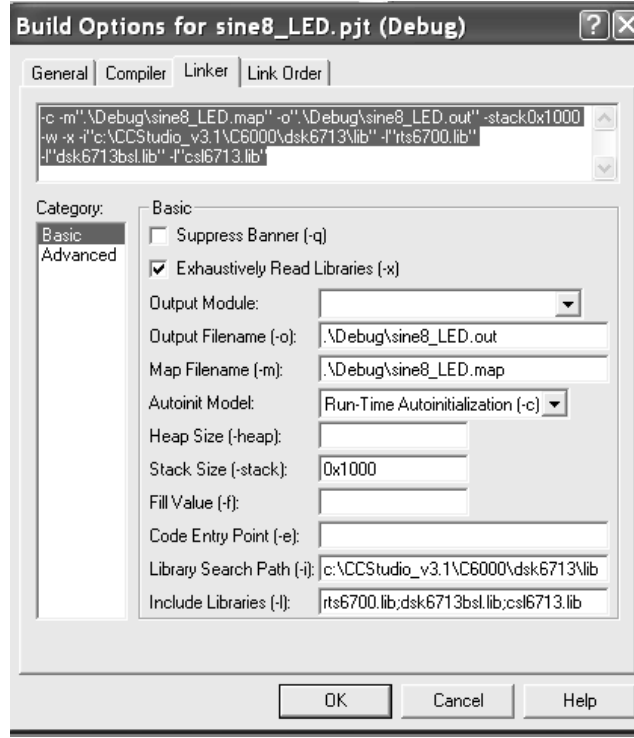 Build Options for sine8_LED.pjt (Debug)
General Compiler Linker Link Order
-c -m".\Debug\sine8_LED.map" -o".\Debug\sine8_LED.out" -stack0x1000
-w -x -i"c:\CCStudio_v3.1\C6000\dsk6713\lib" -l"rts6700.lib"
-l"dsk6713bsl.lib" -l"csl6713.lib"
Category:
Basic
Advanced
Basic
Suppress Banner (-q)
Exhaustively Read Libraries (-x)
Output Module:
Output Filename (-o): .\Debug\sine8_LED.out
Map Filename (-m): .\Debug\sine8_LED.map
Autoinit Model: Run-Time Autoinitialization (-c)
Heap Size (-heap):
Stack Size (-stack): 0x1000
Fill Value (-f):
Code Entry Point (-e):
Library Search Path (-i): c:\CCStudio_v3.1\C6000\dsk6713\lib
Include Libraries (-l): rts6700.lib;dsk6713bsl.lib;csl6713.lib
OK Cancel Help